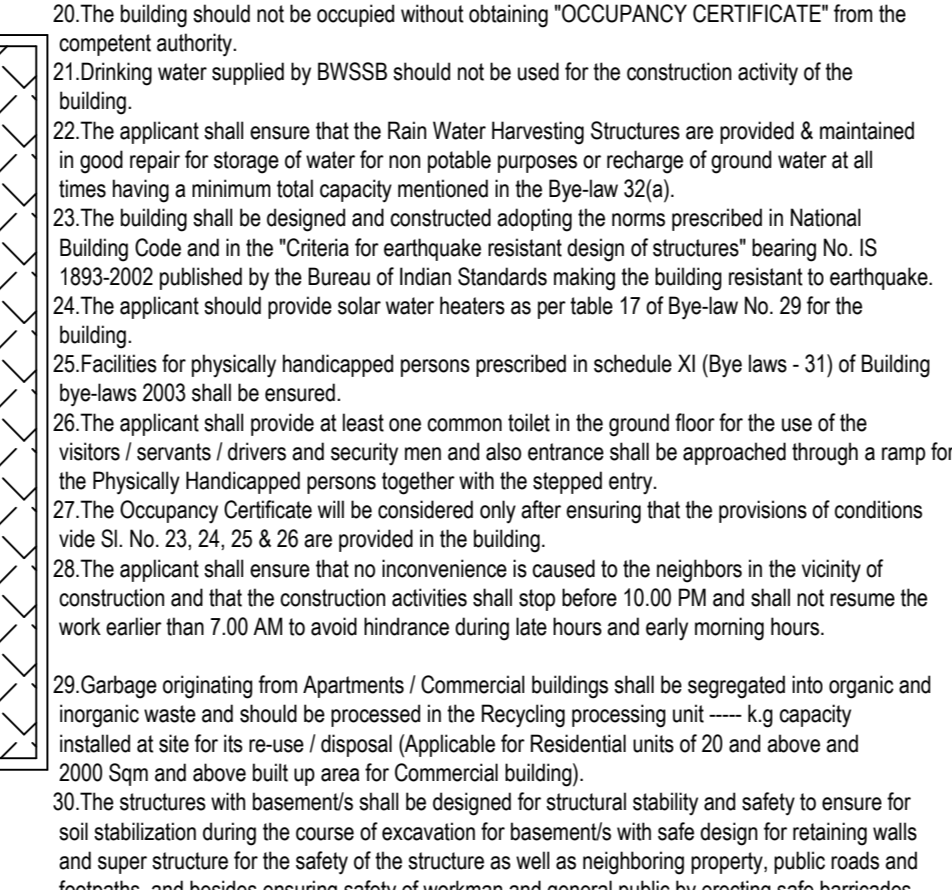 20.The building should not be occupied without obtaining "OCCUPANCY CERTIFICATE" from the
competent authority.
21.Drinking water supplied by BWSSB should not be used for the construction activity of the
building.
22.The applicant shall ensure that the Rain Water Harvesting Structures are provided & maintained
in good repair for storage of water for non potable purposes or recharge of ground water at all
times having a minimum total capacity mentioned in the Bye-law 32(a).
23.The building shall be designed and constructed adopting the norms prescribed in National
Building Code and in the "Criteria for earthquake resistant design of structures" bearing No. IS
1893-2002 published by the Bureau of Indian Standards making the building resistant to earthquake.
24.The applicant should provide solar water heaters as per table 17 of Bye-law No. 29 for the
building.
25.Facilities for physically handicapped persons prescribed in schedule XI (Bye laws - 31) of Building
bye-laws 2003 shall be ensured.
26.The applicant shall provide at least one common toilet in the ground floor for the use of the
visitors / servants / drivers and security men and also entrance shall be approached through a ramp for
the Physically Handicapped persons together with the stepped entry.
27.The Occupancy Certificate will be considered only after ensuring that the provisions of conditions
vide Sl. No. 23, 24, 25 & 26 are provided in the building.
28.The applicant shall ensure that no inconvenience is caused to the neighbors in the vicinity of
construction and that the construction activities shall stop before 10.00 PM and shall not resume the
work earlier than 7.00 AM to avoid hindrance during late hours and early morning hours.
29.Garbage originating from Apartments / Commercial buildings shall be segregated into organic and
inorganic waste and should be processed in the Recycling processing unit ----- k.g capacity
installed at site for its re-use / disposal (Applicable for Residential units of 20 and above and
2000 Sqm and above built up area for Commercial building).
30.The structures with basement/s shall be designed for structural stability and safety to ensure for
soil stabilization during the course of excavation for basement/s with safe design for retaining walls
and super structure for the safety of the structure as well as neighboring property, public roads and
footpaths, and besides ensuring safety of workman and general public by erecting safe barricades.